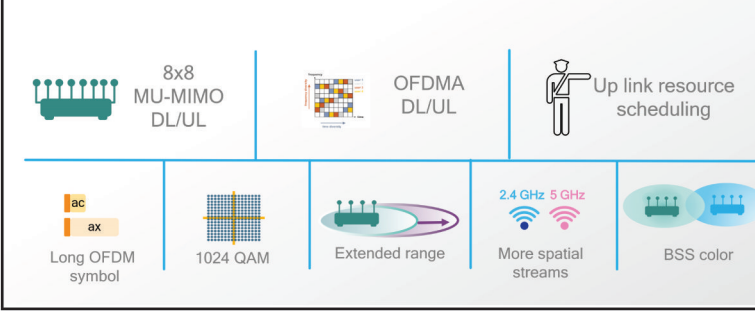 8x8
MU-MIMO
DL/UL
OFDMA
DL/UL
Up link resource
scheduling
ac
ax
Long OFDM
symbol
1024 QAM
Extended range
2.4 GHz 5 GHz
More spatial
streams
BSS color